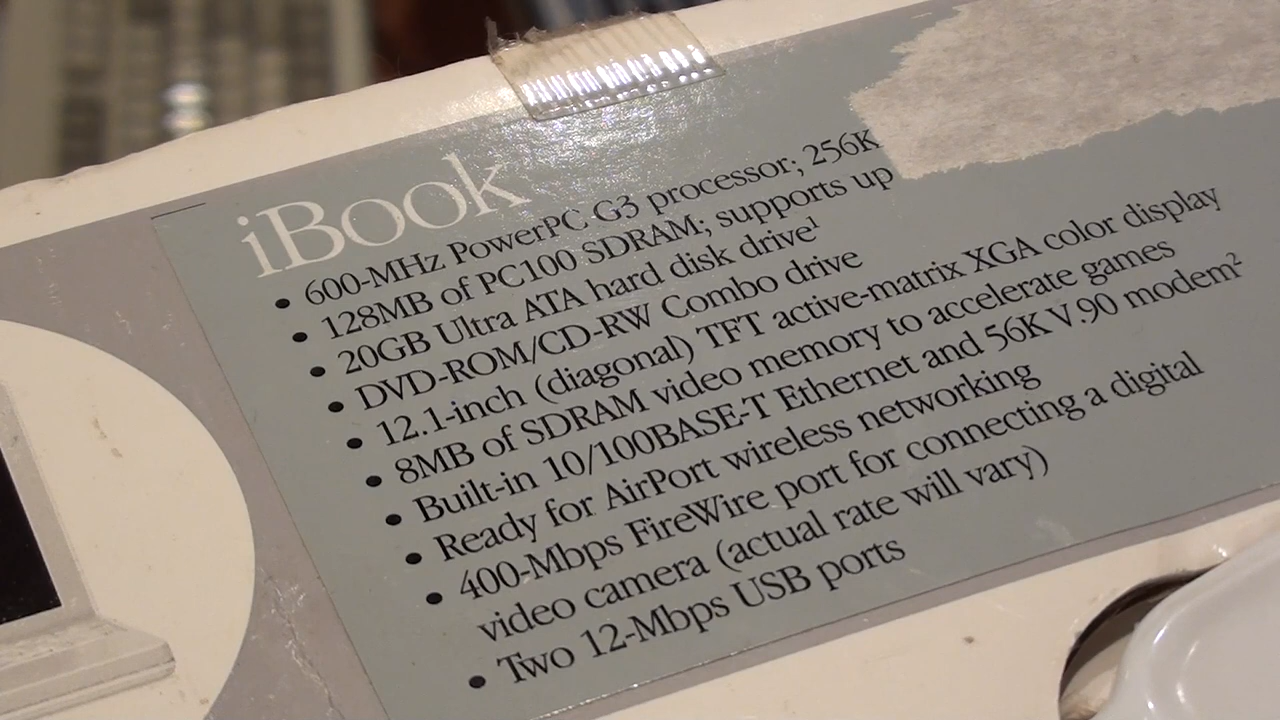 iBook
• 600-MHz PowerPC G3 processor; 256K
• 128MB of PC100 SDRAM; supports up
• 20GB Ultra ATA hard disk drive¹
• DVD-ROM/CD-RW Combo drive
• 12.1-inch (diagonal) TFT active-matrix XGA color display
• 8MB of SDRAM video memory to accelerate games
• Built-in 10/100BASE-T Ethernet and 56K V.90 modem²
• Ready for AirPort wireless networking
• 400-Mbps FireWire port for connecting a digital
video camera (actual rate will vary)
• Two 12-Mbps USB ports